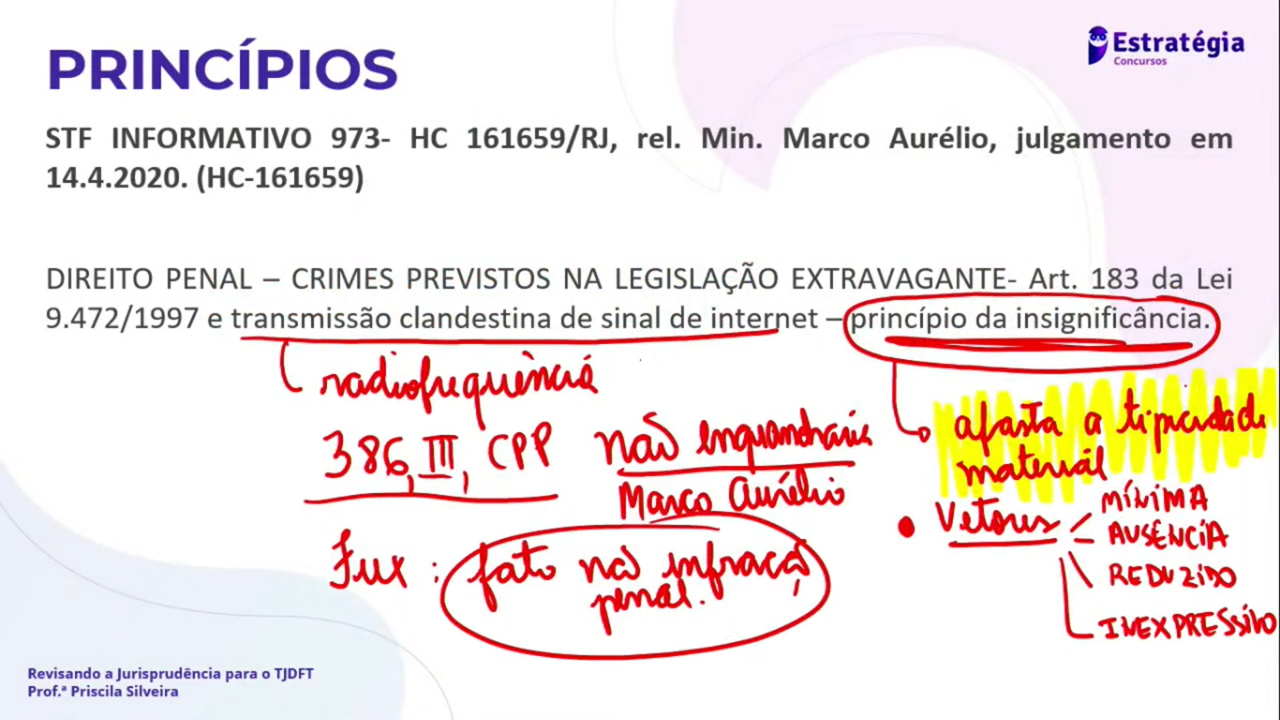 PRINCÍPIOS
Estratégia
Concursos
STF INFORMATIVO 973- HC 161659/RJ, rel. Min. Marco Aurélio, julgamento em
14.4.2020. (HC-161659)
DIREITO PENAL – CRIMES PREVISTOS NA LEGISLAÇÃO EXTRAVAGANTE- Art. 183 da Lei
9.472/1997 e transmissão clandestina de sinal de internet – princípio da insignificância.
radiofrequência
386, III, CPP não enquadraria
Marco Aurélio
Fux : fato não infração
penal.
afasta a tipicidade
material
• Vetores
MÍNIMA
AUSÊNCIA
REDUZIDO
INEXPRESSIVO
Revisando a Jurisprudência para o TJDFT
Prof.ª Priscila Silveira